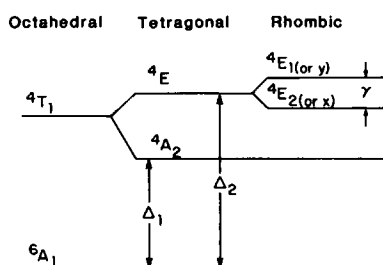 Octahedral Tetragonal Rhombic
⁴E₁(or y)
⁴E
⁴E₂(or x) γ
⁴T₁
⁴A₂
Δ₁ Δ₂
⁶A₁